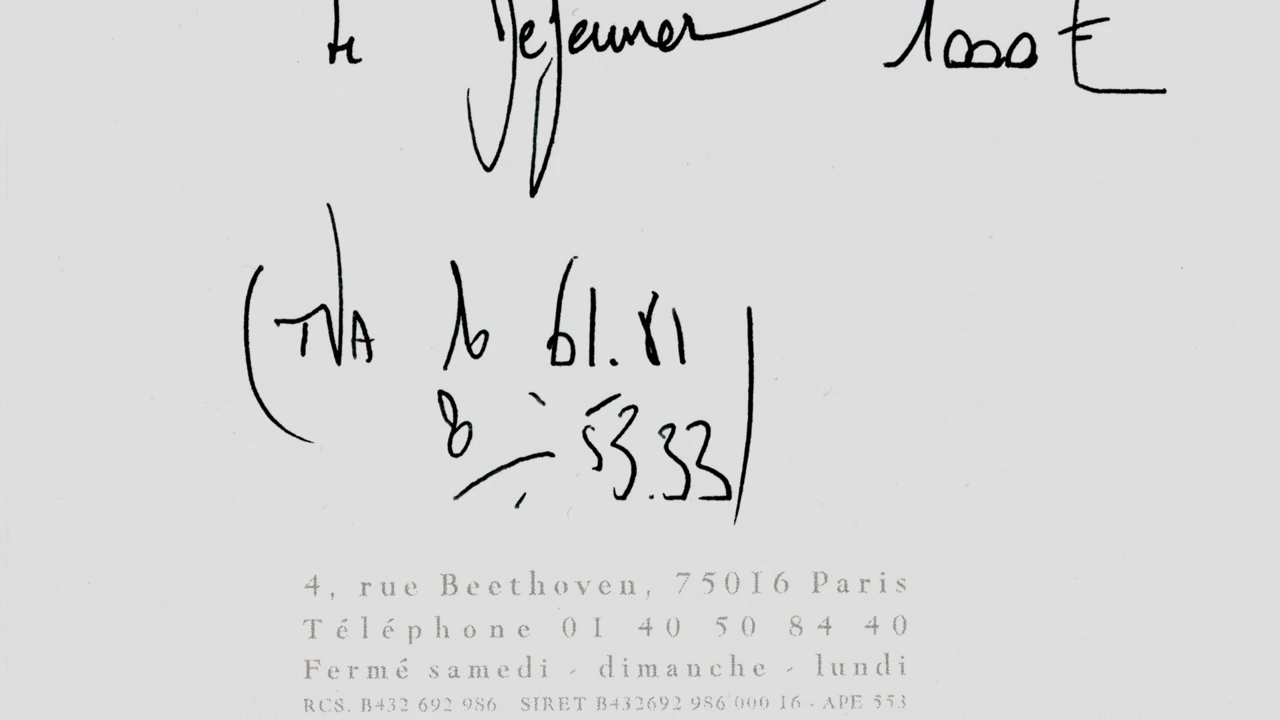 le Déjeuner 1000 €
(TVA 16 61.81
8 53.33)
4, rue Beethoven, 75016 Paris
Téléphone 01 40 50 84 40
Fermé samedi - dimanche - lundi
RCS. B432 692 986 SIRET B432692 986 000 16 - APE 553